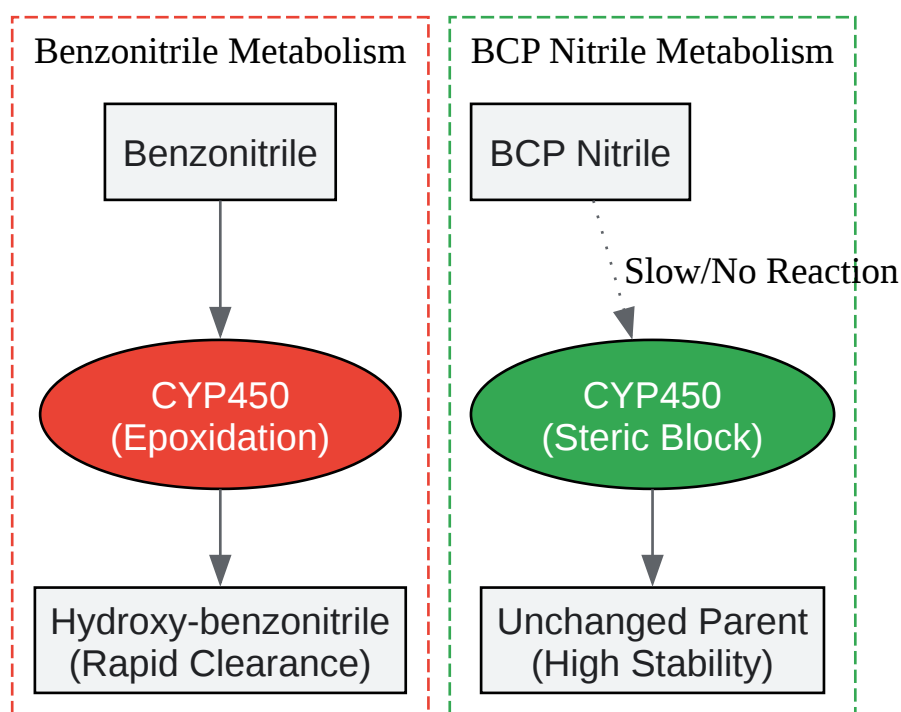 Benzonitrile Metabolism
Benzonitrile
CYP450
(Epoxidation)
Hydroxy-benzonitrile
(Rapid Clearance)
BCP Nitrile Metabolism
BCP Nitrile
Slow/No Reaction
CYP450
(Steric Block)
Unchanged Parent
(High Stability)